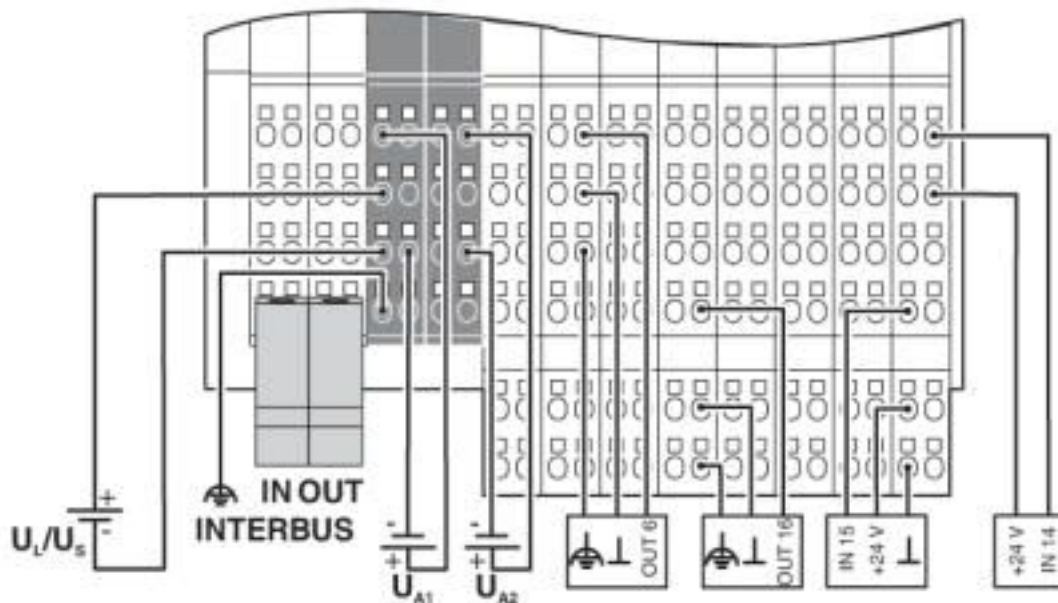 IN OUT
INTERBUS
+
-
U_L/U_S
-
+
U_A1
-
+
U_A2
OUT 6
OUT 16
IN 15
+24 V
+24 V
IN 14